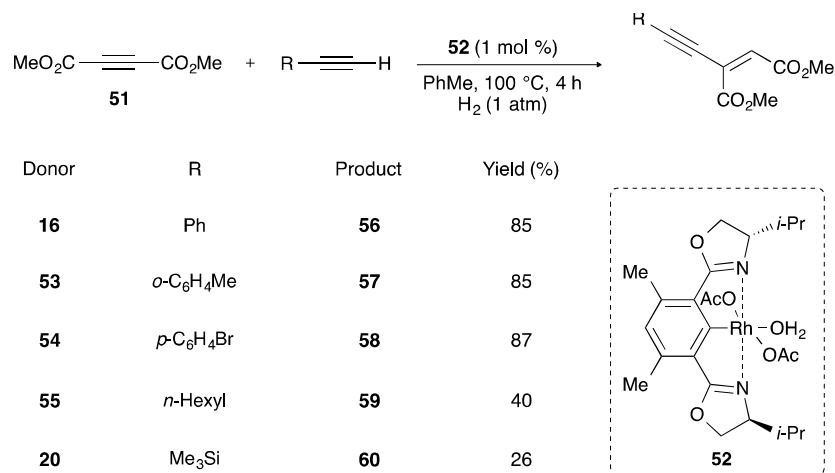 MeO₂C CO₂Me + R H
51
52 (1 mol %)
PhMe, 100 °C, 4 h
H₂ (1 atm)
R
CO₂Me
CO₂Me
Donor R Product Yield (%)
16 Ph 56 85
53 o-C₆H₄Me 57 85
54 p-C₆H₄Br 58 87
55 n-Hexyl 59 40
20 Me₃Si 60 26
i-Pr
O
N
Me
AcO
Rh OH₂
OAc
Me
N
O
i-Pr
52